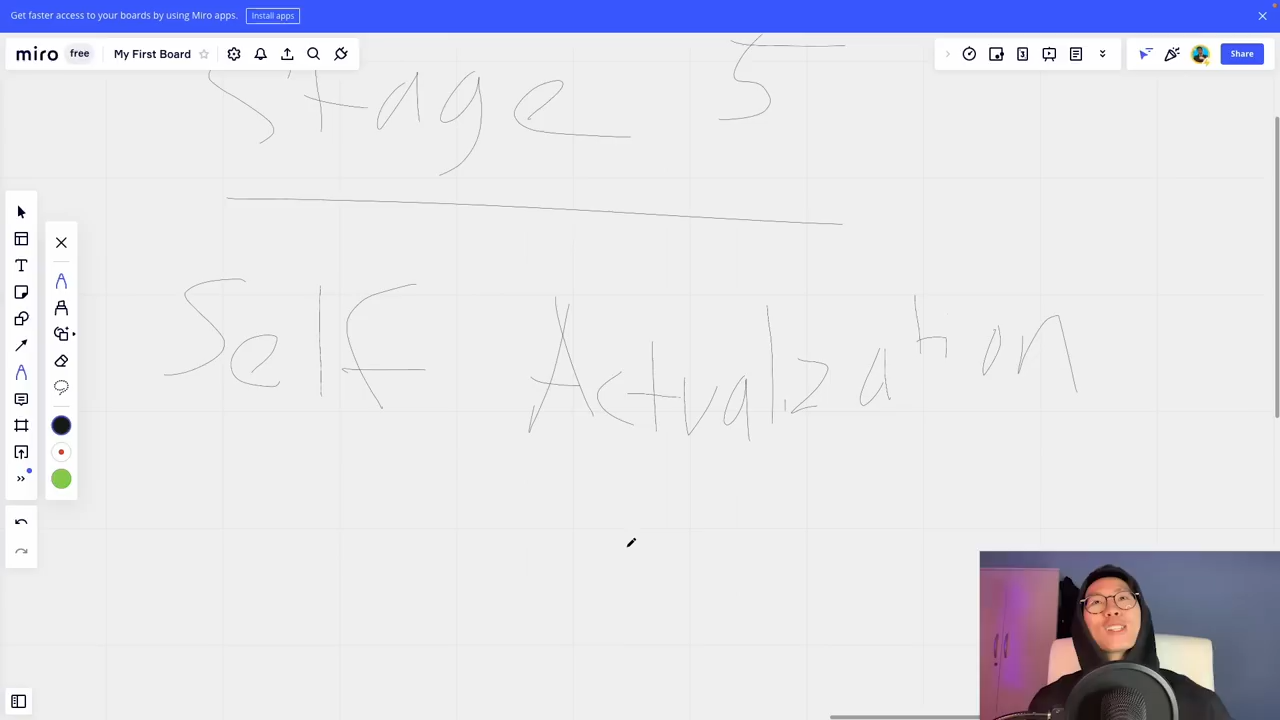 Get faster access to your boards by using Miro apps. Install apps
miro free My First Board
3
Share
Stage 5
Self Actualization
T